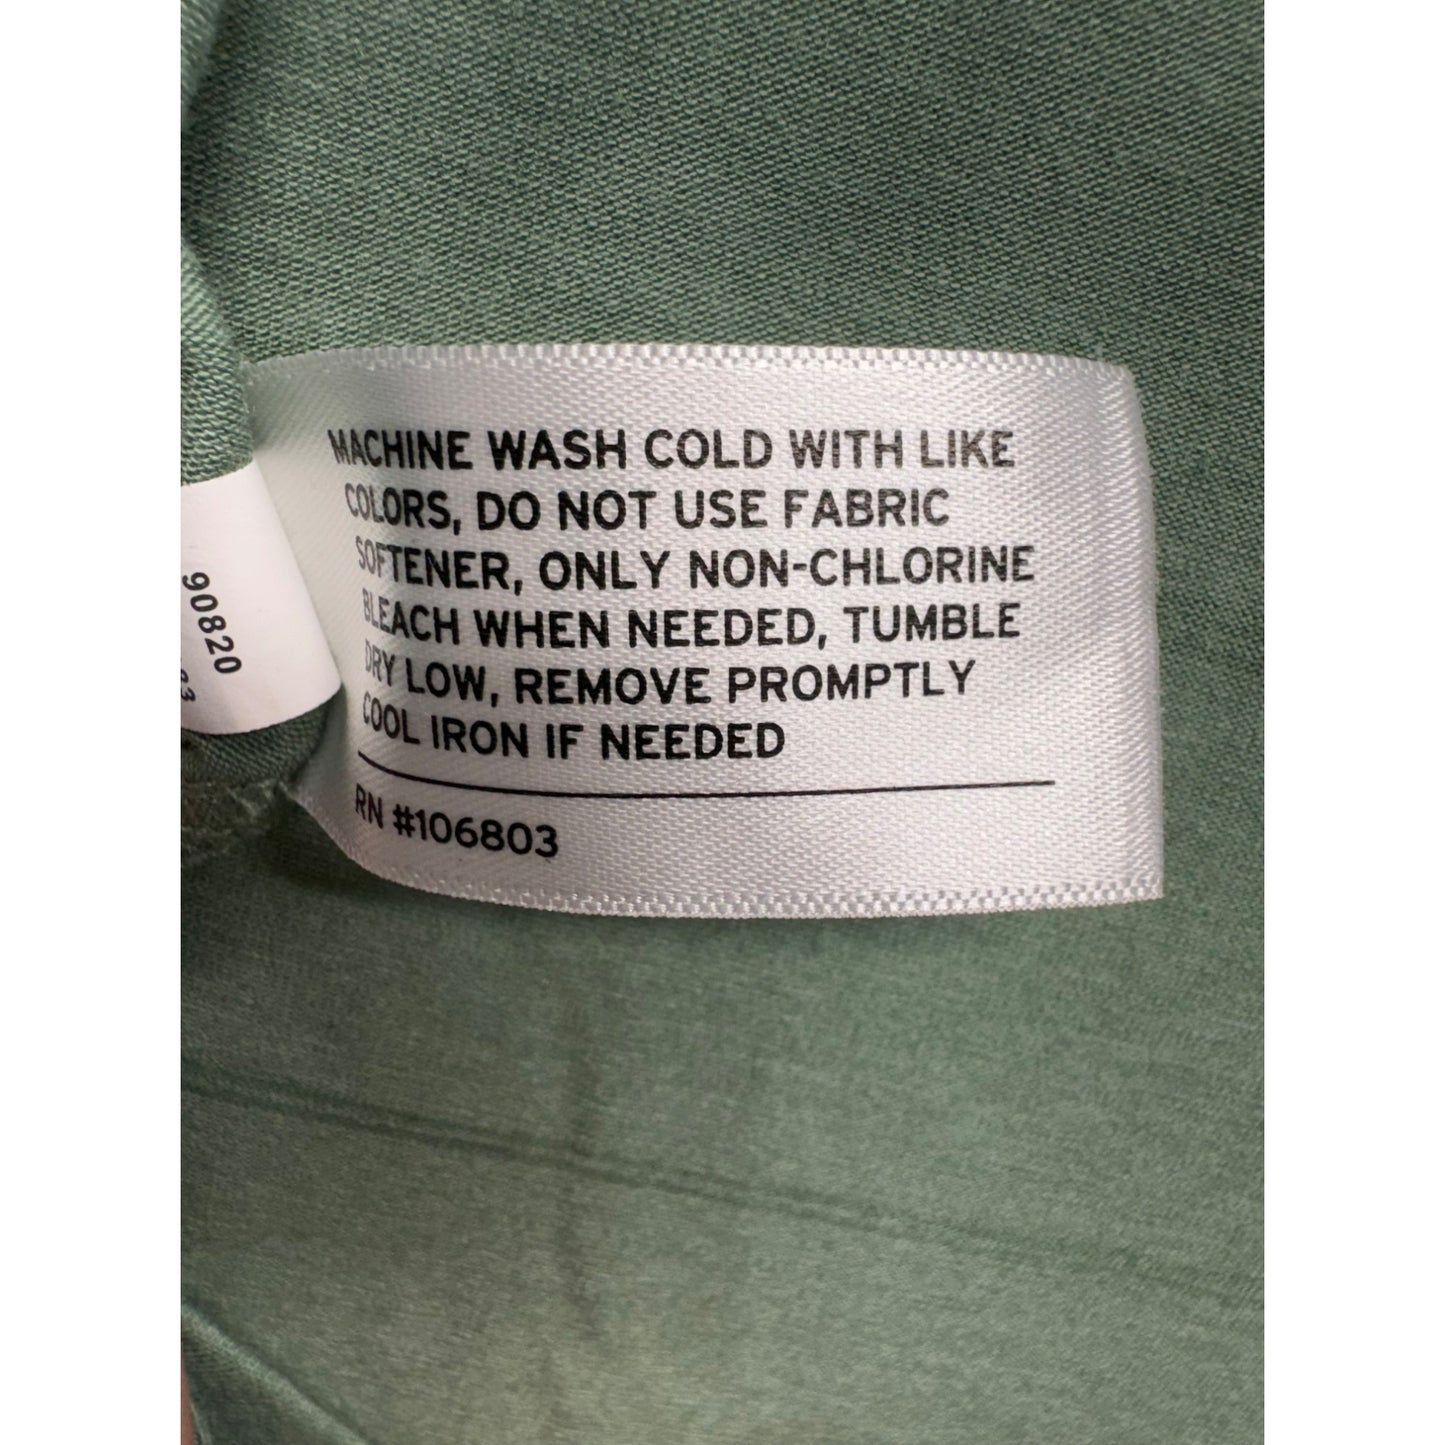 MACHINE WASH COLD WITH LIKE
COLORS, DO NOT USE FABRIC
SOFTENER, ONLY NON-CHLORINE
BLEACH WHEN NEEDED, TUMBLE
DRY LOW, REMOVE PROMPTLY
COOL IRON IF NEEDED
RN #106803
90820